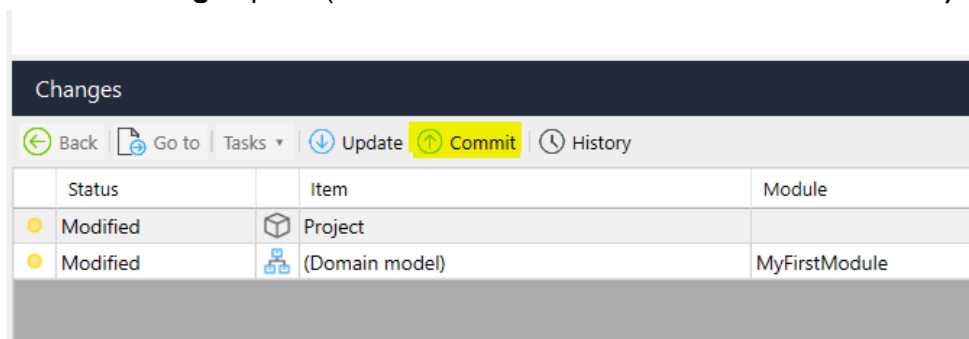 Changes
Back Go to Tasks Update Commit History
Status Item Module
Modified Project
Modified (Domain model) MyFirstModule